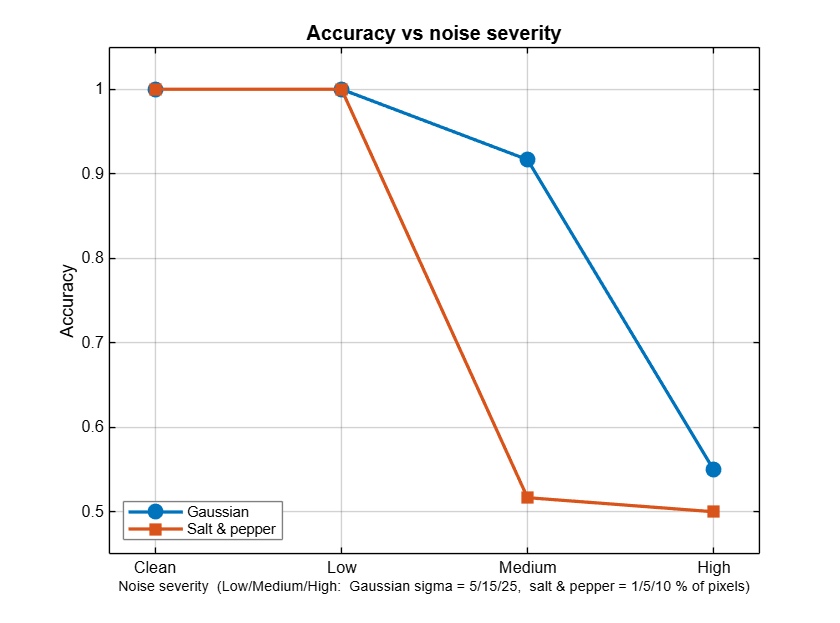 Accuracy vs noise severity
Accuracy
1
0.9
0.8
0.7
0.6
0.5
Gaussian
Salt & pepper
Clean Low Medium High
Noise severity  (Low/Medium/High:  Gaussian sigma = 5/15/25,  salt & pepper = 1/5/10 % of pixels)